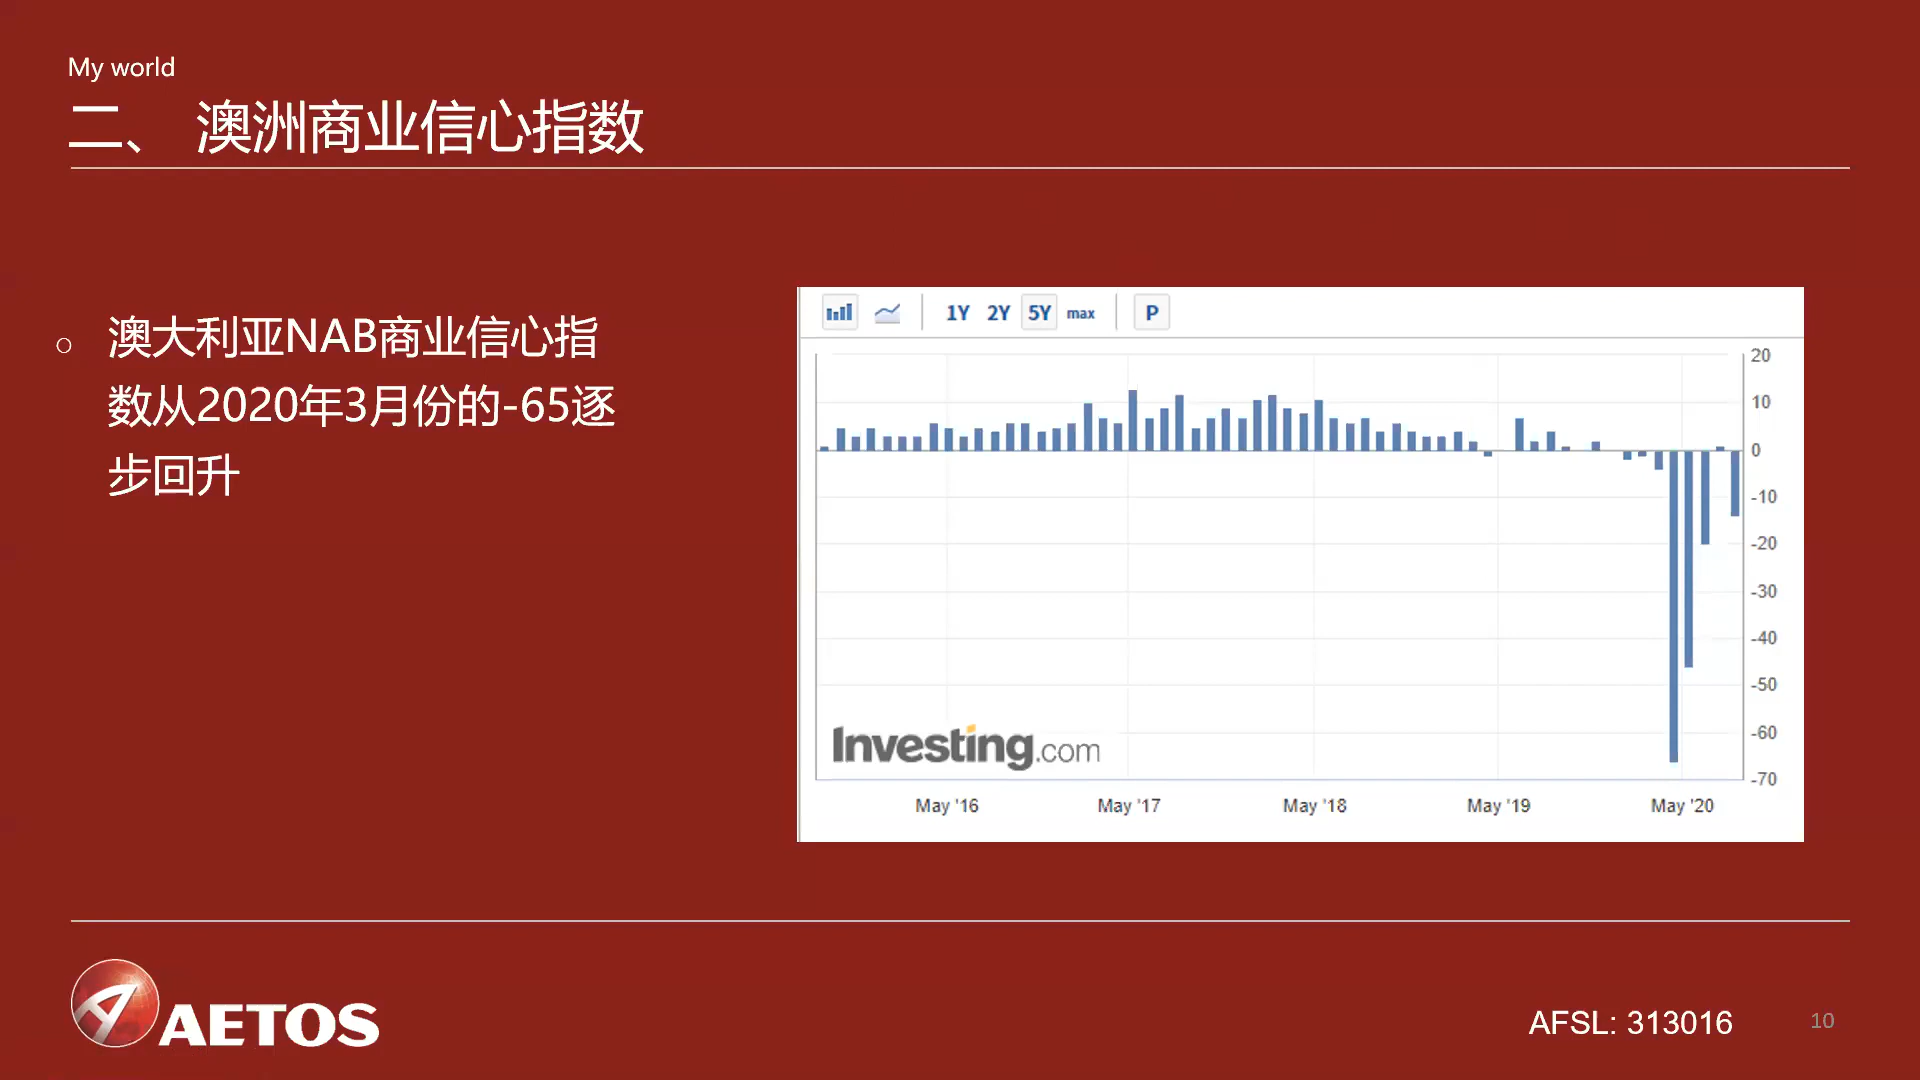 My world
二、 澳洲商业信心指数
○ 澳大利亚NAB商业信心指
数从2020年3月份的-65逐
步回升
1Y 2Y 5Y max P
20
10
0
-10
-20
-30
-40
-50
-60
-70
Investing.com
May '16 May '17 May '18 May '19 May '20
AETOS
AFSL: 313016
10